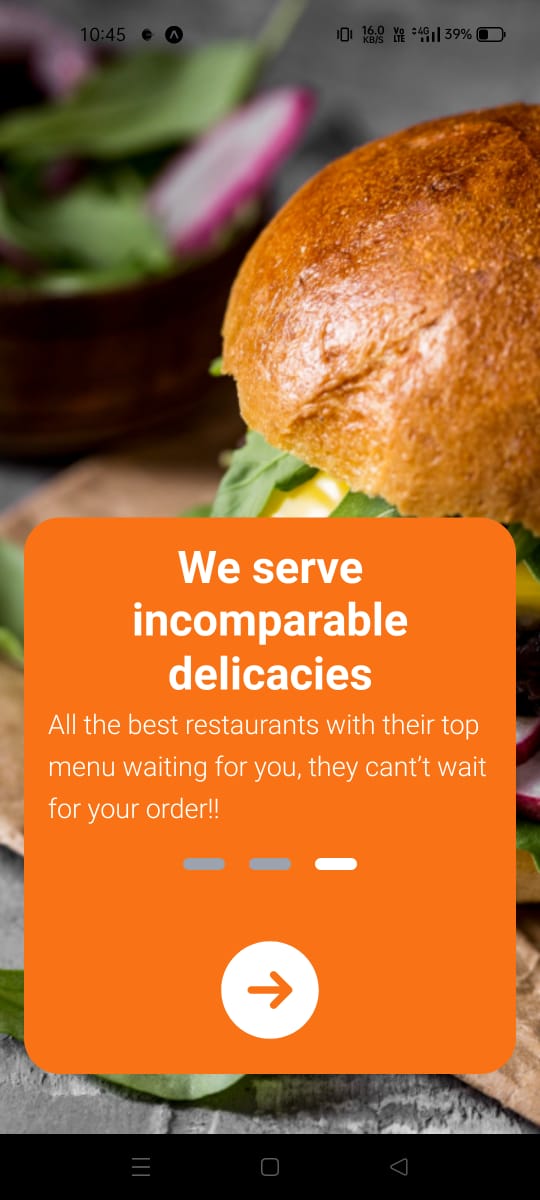 10:45 16.0 KB/S Vo LTE 4G 39%
We serve
incomparable
delicacies
All the best restaurants with their top
menu waiting for you, they cant’t wait
for your order!!